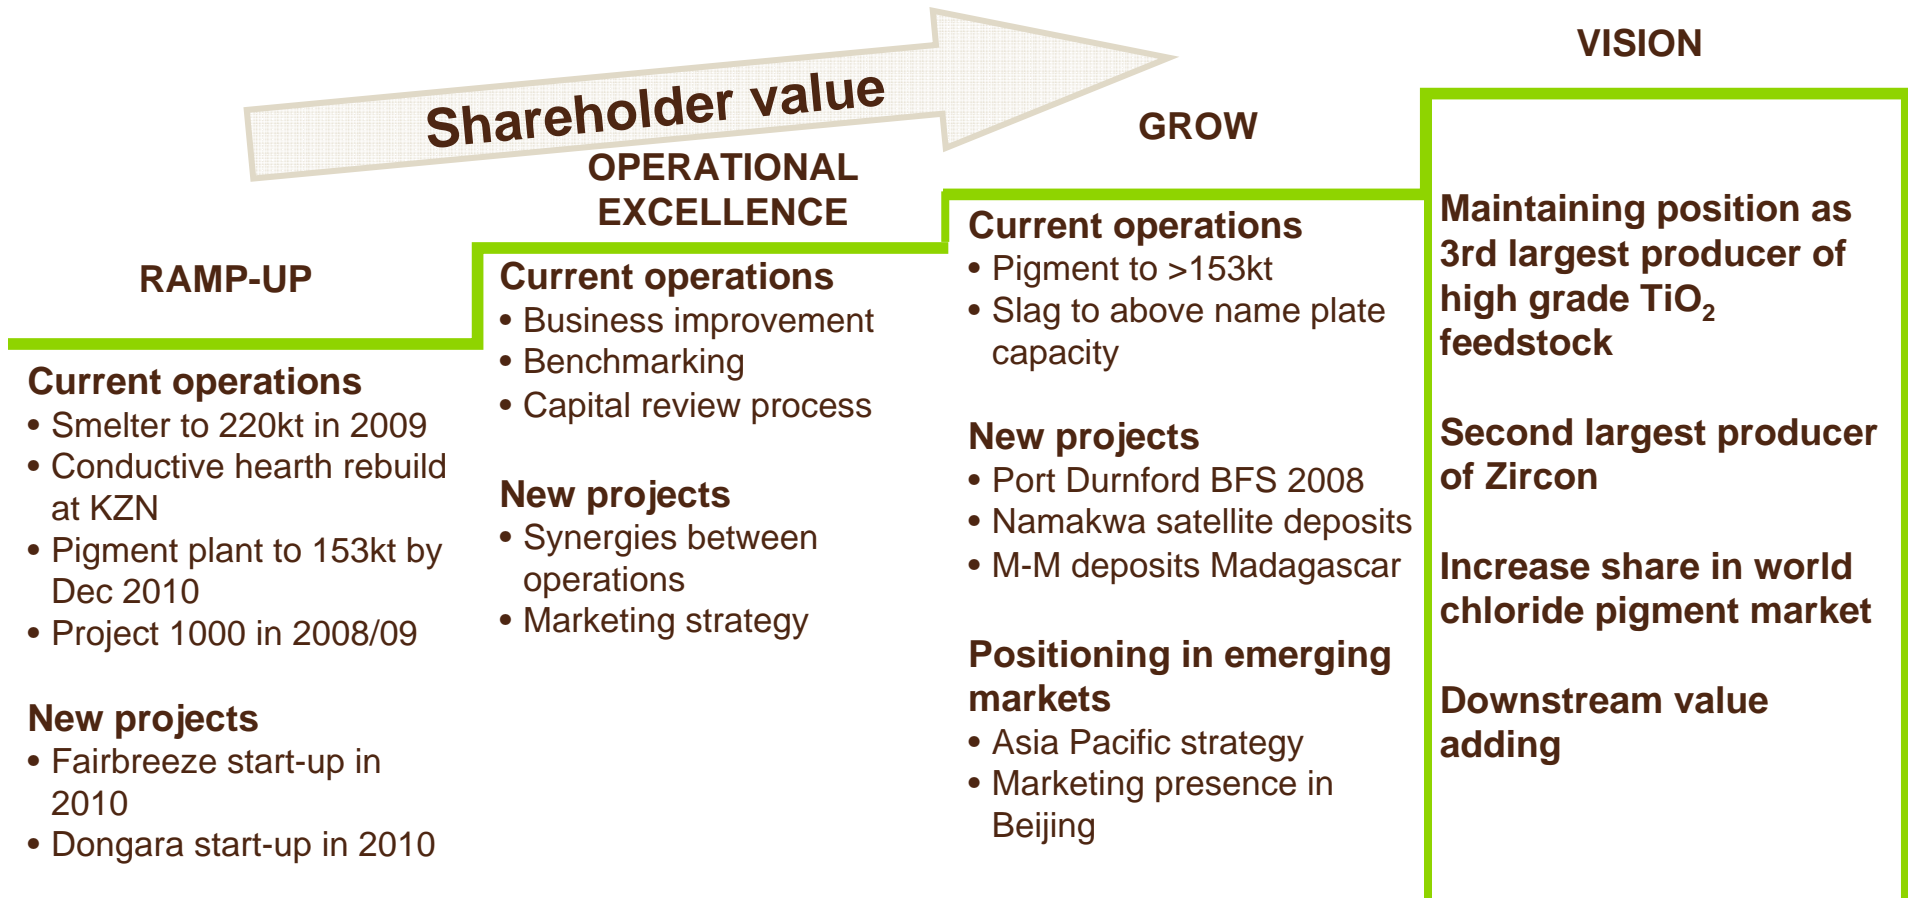 Shareholder value
RAMP-UP
Current operations
• Smelter to 220kt in 2009
• Conductive hearth rebuild
at KZN
• Pigment plant to 153kt by
Dec 2010
• Project 1000 in 2008/09
New projects
• Fairbreeze start-up in
2010
• Dongara start-up in 2010
OPERATIONAL
EXCELLENCE
Current operations
• Business improvement
• Benchmarking
• Capital review process
New projects
• Synergies between
operations
• Marketing strategy
GROW
Current operations
• Pigment to >153kt
• Slag to above name plate
capacity
New projects
• Port Durnford BFS 2008
• Namakwa satellite deposits
• M-M deposits Madagascar
Positioning in emerging
markets
• Asia Pacific strategy
• Marketing presence in
Beijing
VISION
Maintaining position as
3rd largest producer of
high grade TiO₂
feedstock
Second largest producer
of Zircon
Increase share in world
chloride pigment market
Downstream value
adding